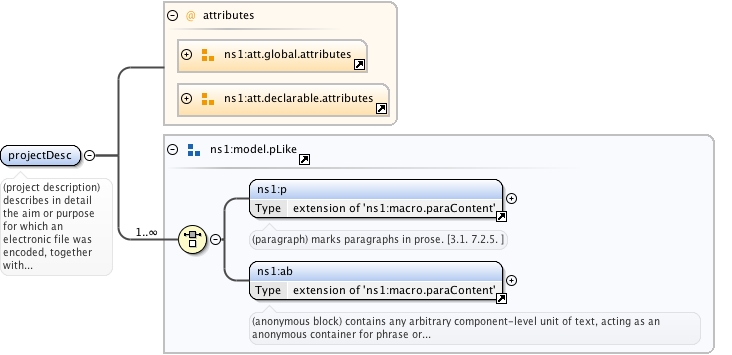 @ attributes
ns1:att.global.attributes
ns1:att.declarable.attributes
projectDesc
(project description)
describes in detail
the aim or purpose
for which an
electronic file was
encoded, together
with...
ns1:model.pLike
1..∞
ns1:p
Type extension of 'ns1:macro.paraContent'
(paragraph) marks paragraphs in prose. [3.1. 7.2.5. ]
ns1:ab
Type extension of 'ns1:macro.paraContent'
(anonymous block) contains any arbitrary component-level unit of text, acting as an
anonymous container for phrase or...